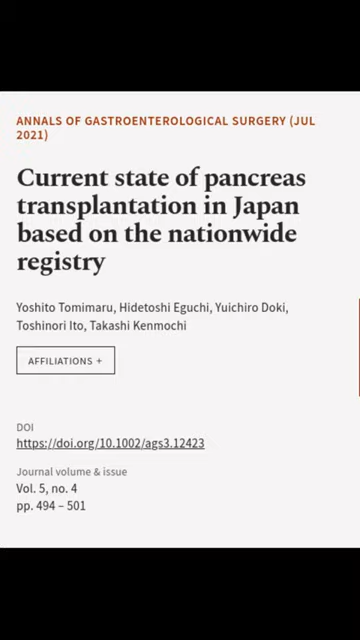 ANNALS OF GASTROENTEROLOGICAL SURGERY (JUL
2021)
Current state of pancreas
transplantation in Japan
based on the nationwide
registry
Yoshito Tomimaru, Hidetoshi Eguchi, Yuichiro Doki,
Toshinori Ito, Takashi Kenmochi
AFFILIATIONS +
DOI
https://doi.org/10.1002/ags3.12423
Journal volume & issue
Vol. 5, no. 4
pp. 494 – 501